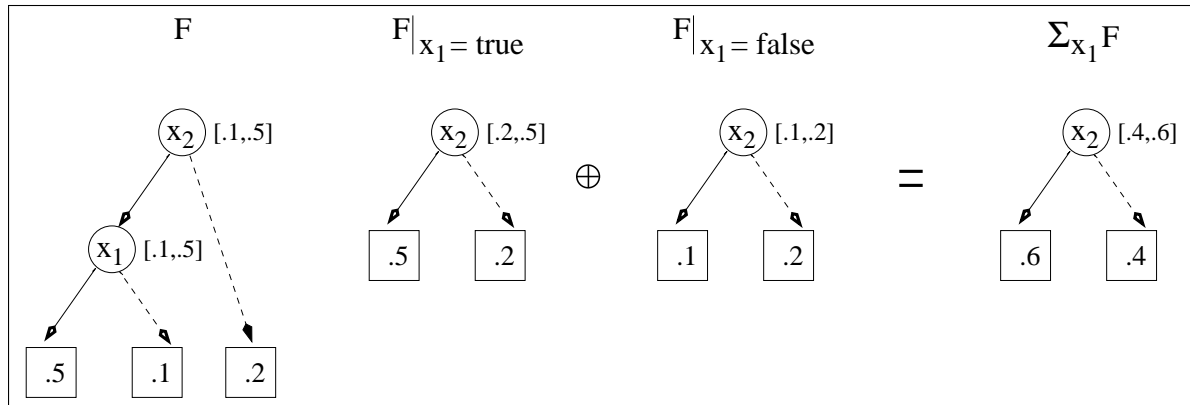 F F|x₁ = true F|x₁ = false Σx₁F
x₂ [.1,.5] x₂ [.2,.5] x₂ [.1,.2] x₂ [.4,.6]
⊕ =
x₁ [.1,.5] .5 .2 .1 .2 .6 .4
.5 .1 .2